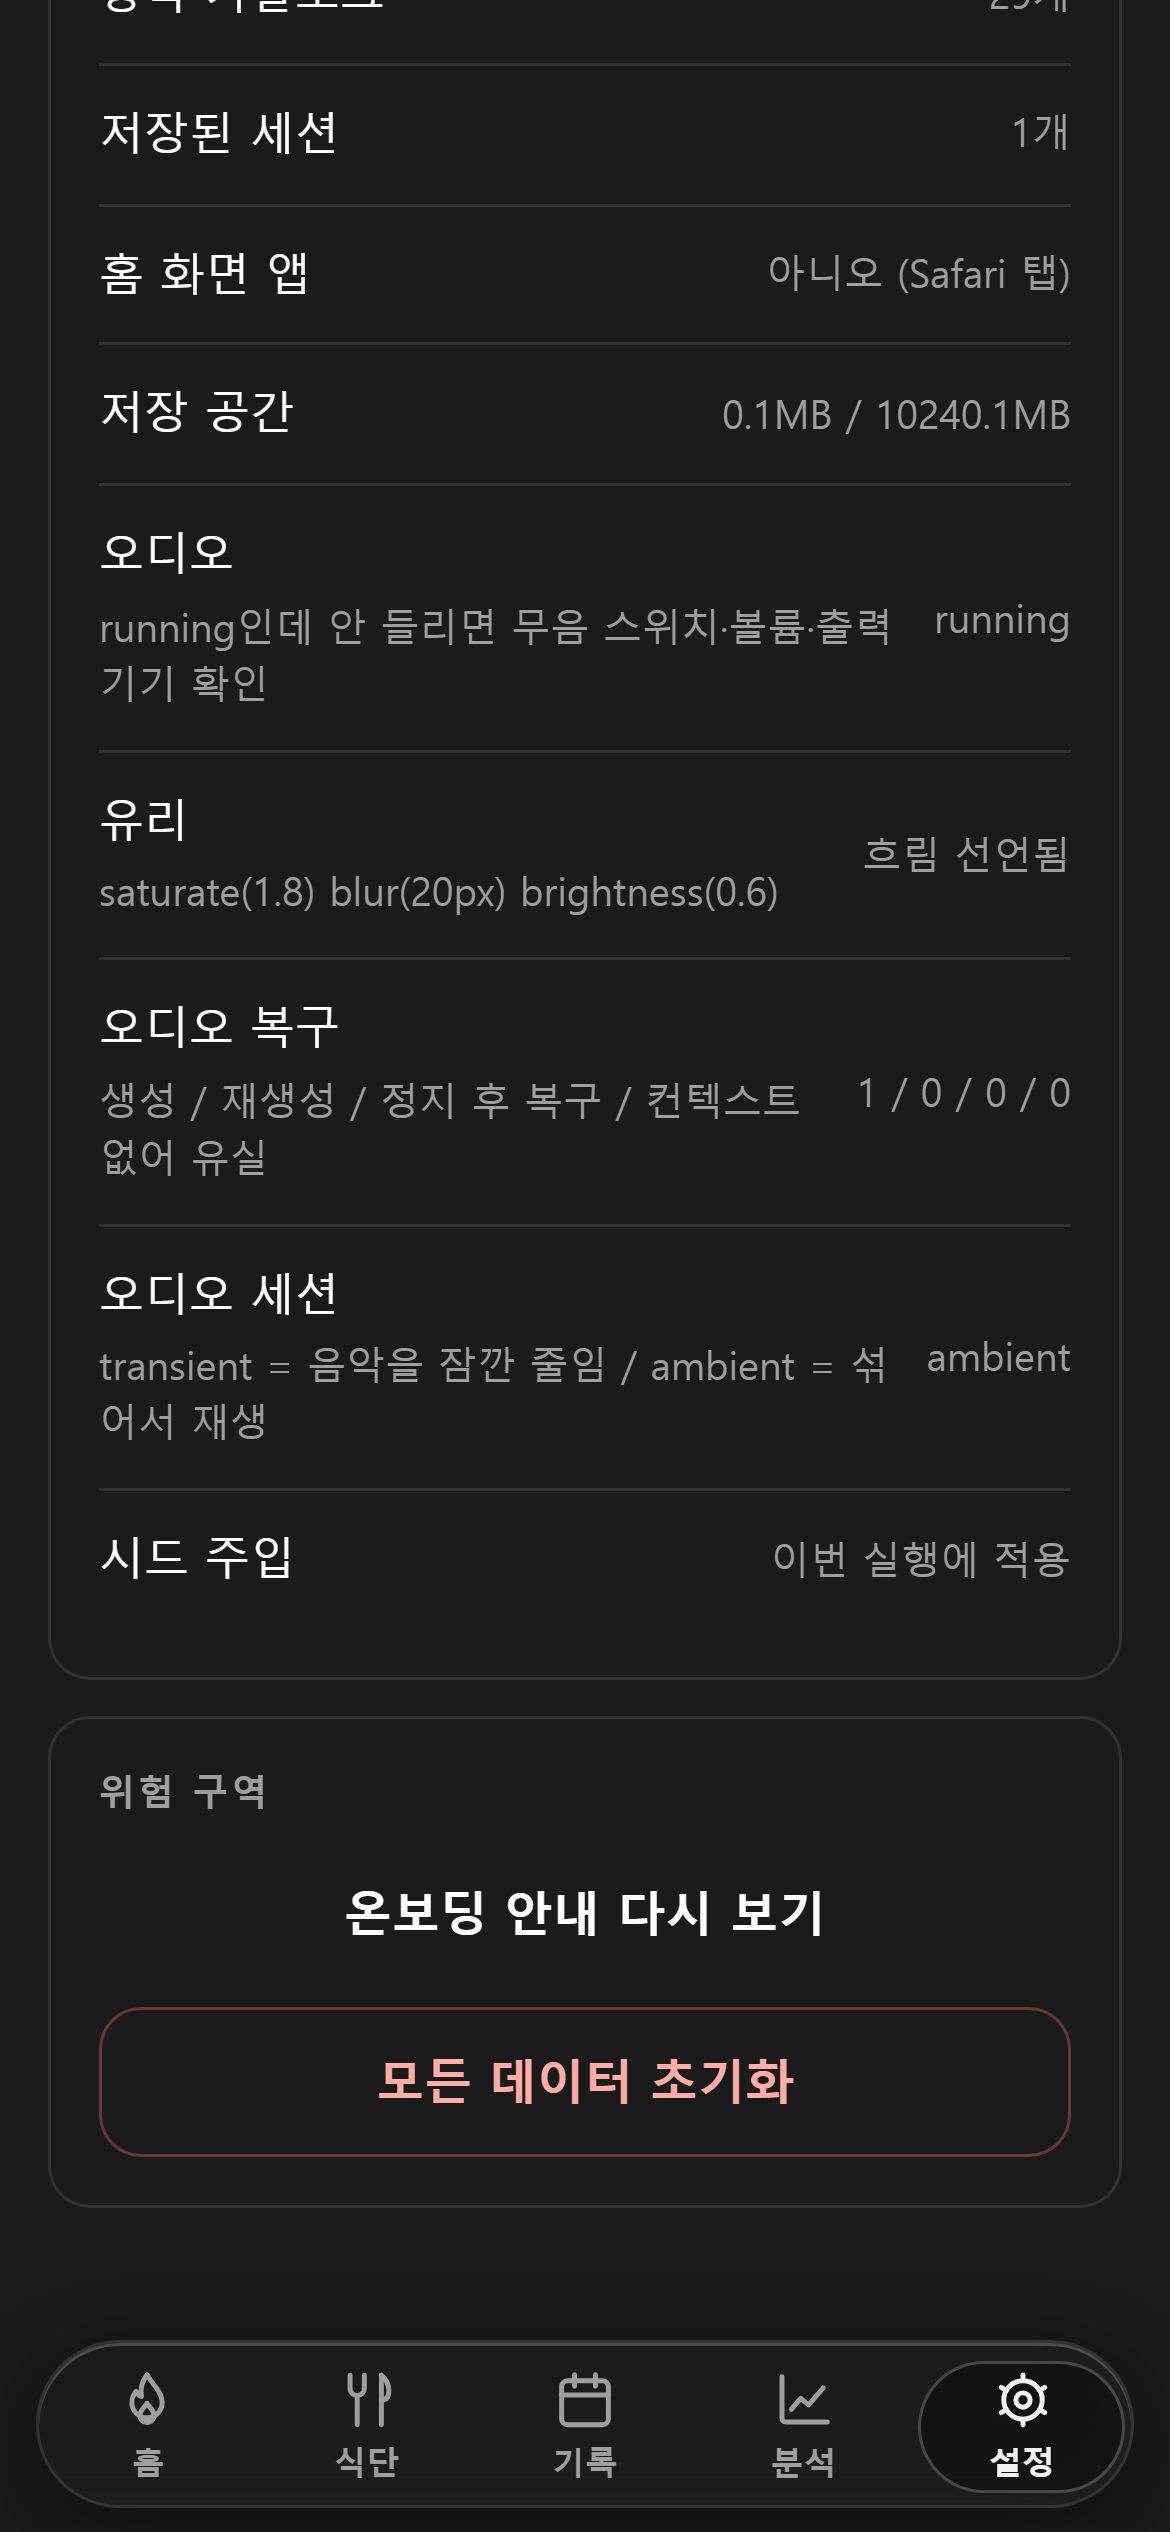 저장된 세션 1개
홈 화면 앱 아니오 (Safari 탭)
저장 공간 0.1MB / 10240.1MB
오디오
running인데 안 들리면 무음 스위치·볼륨·출력 running
기기 확인
유리
흐림 선언됨
saturate(1.8) blur(20px) brightness(0.6)
오디오 복구
생성 / 재생성 / 정지 후 복구 / 컨텍스트 1 / 0 / 0 / 0
없어 유실
오디오 세션
transient = 음악을 잠깐 줄임 / ambient = 섞 ambient
어서 재생
시드 주입 이번 실행에 적용
위험 구역
온보딩 안내 다시 보기
모든 데이터 초기화
홈 식단 기록 분석 설정